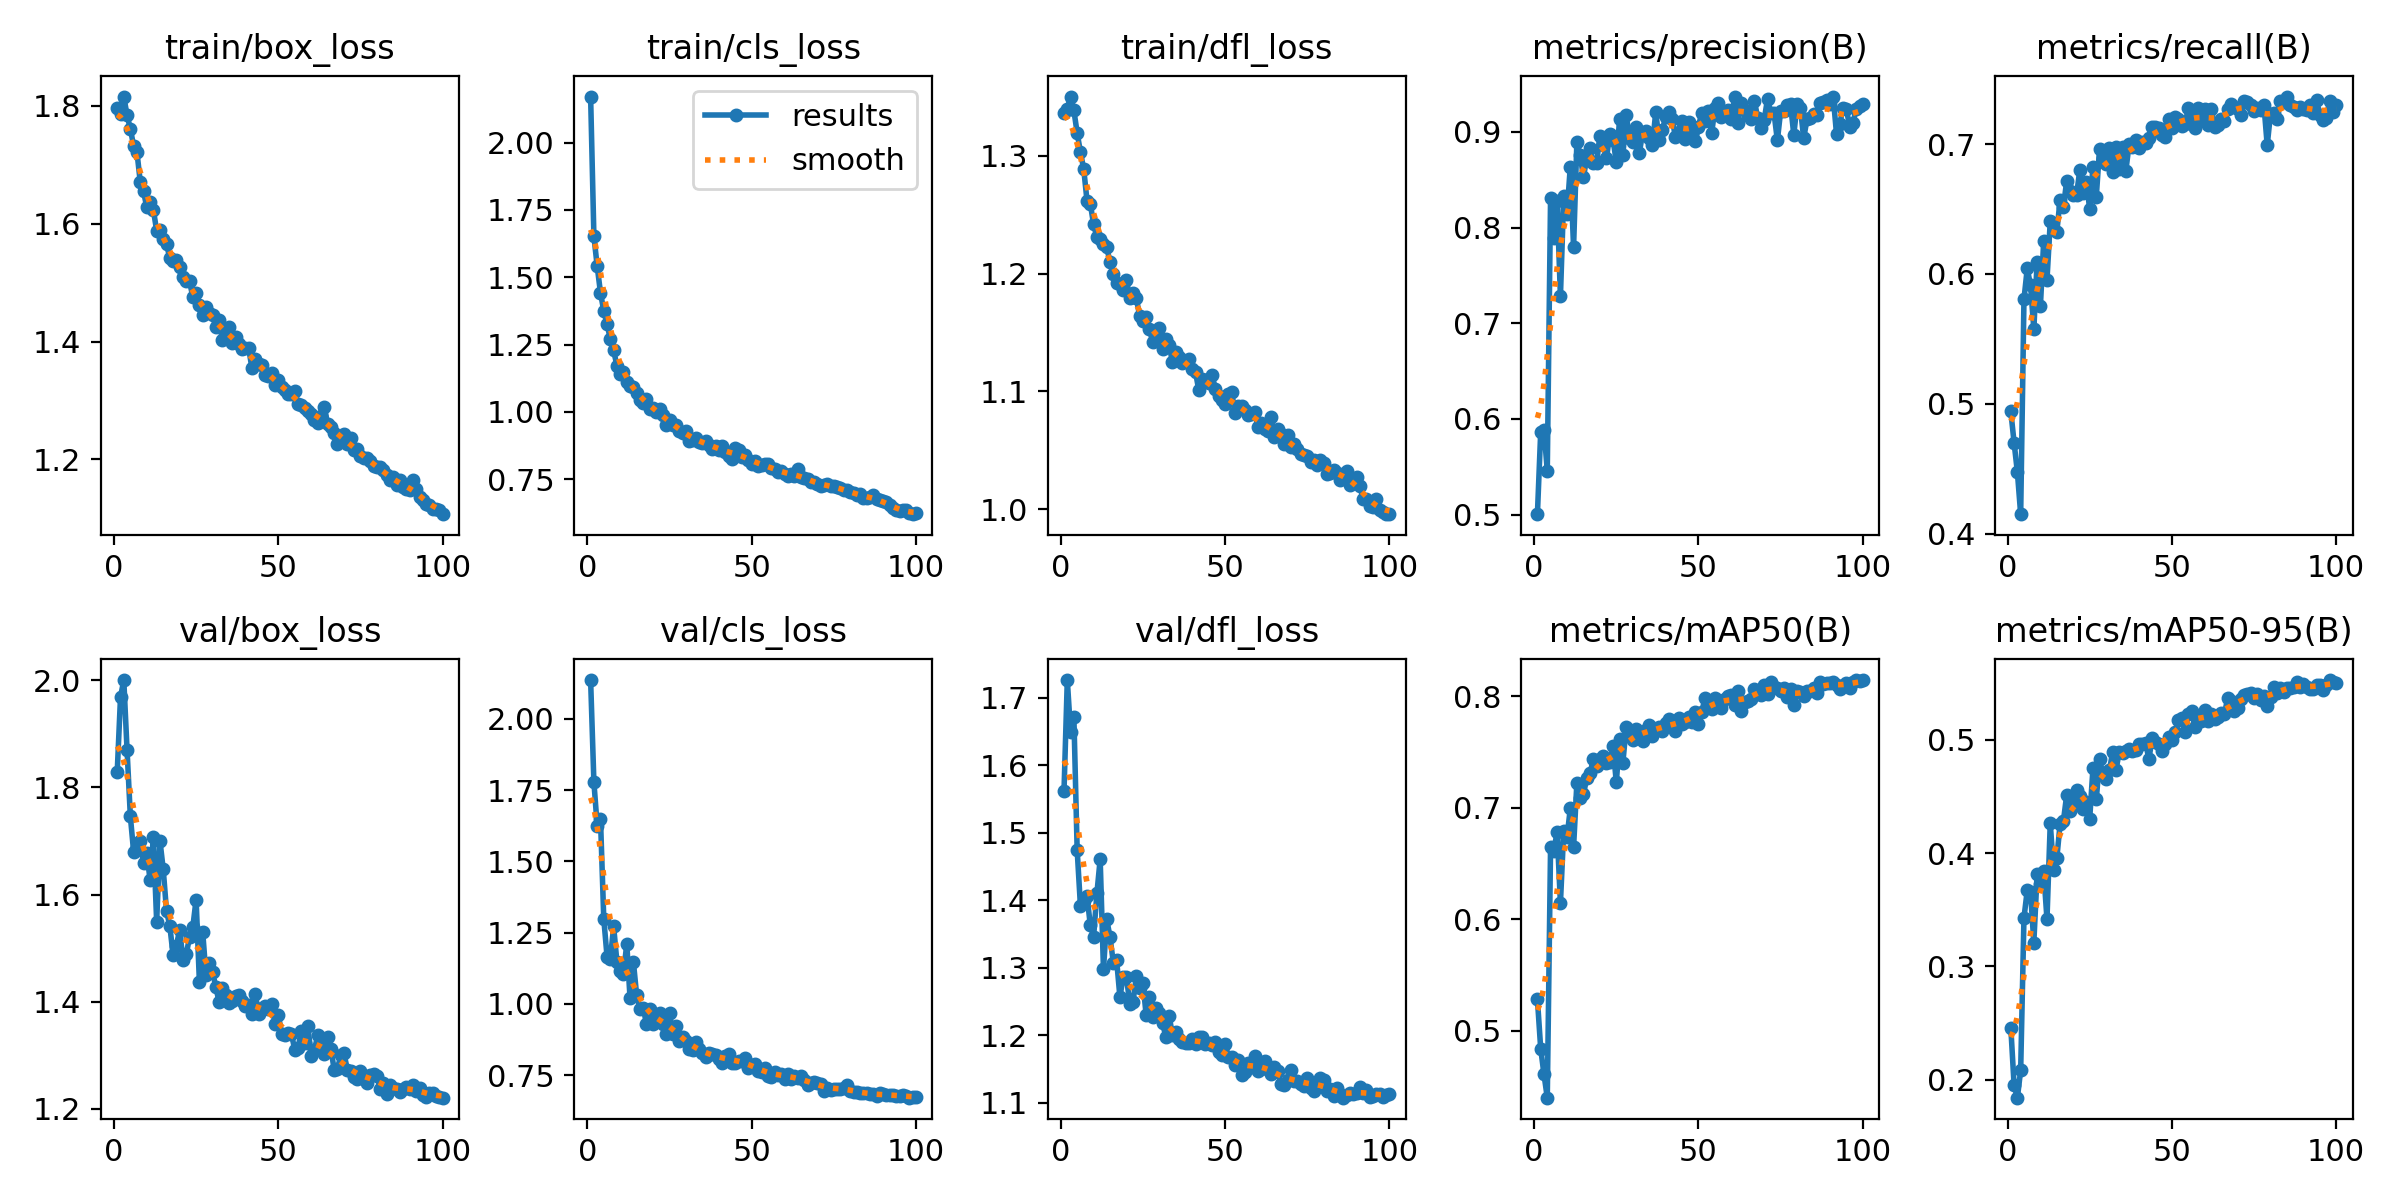 train/box_loss
1.8
1.6
1.4
1.2
0 50 100
train/cls_loss
results
smooth
2.00
1.75
1.50
1.25
1.00
0.75
0 50 100
train/dfl_loss
1.3
1.2
1.1
1.0
0 50 100
metrics/precision(B)
0.9
0.8
0.7
0.6
0.5
0 50 100
metrics/recall(B)
0.7
0.6
0.5
0.4
0 50 100
val/box_loss
2.0
1.8
1.6
1.4
1.2
0 50 100
val/cls_loss
2.00
1.75
1.50
1.25
1.00
0.75
0 50 100
val/dfl_loss
1.7
1.6
1.5
1.4
1.3
1.2
1.1
0 50 100
metrics/mAP50(B)
0.8
0.7
0.6
0.5
0 50 100
metrics/mAP50-95(B)
0.5
0.4
0.3
0.2
0 50 100